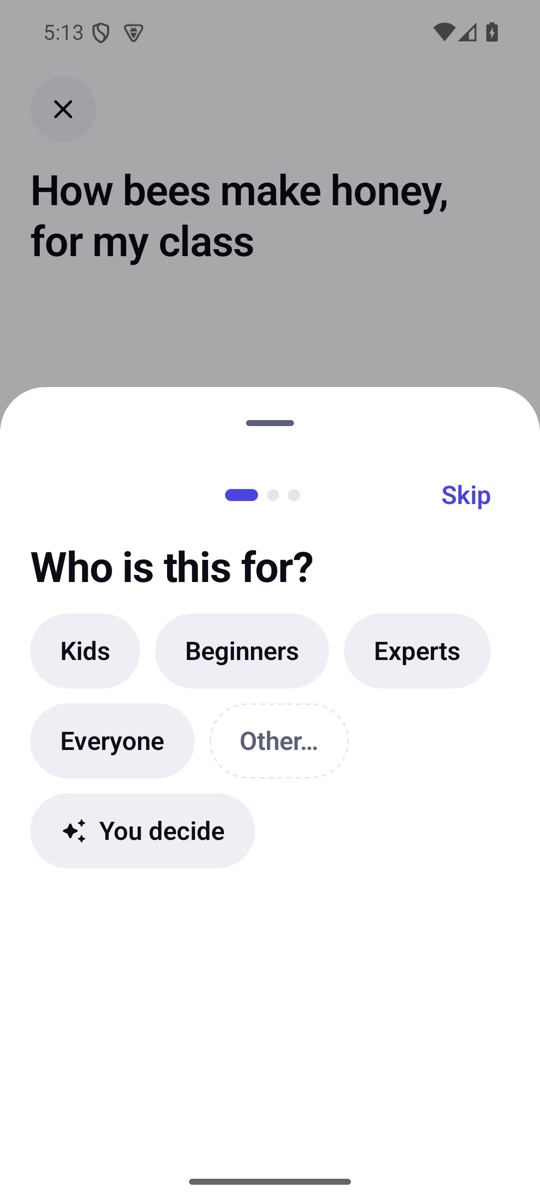 5:13
How bees make honey,
for my class
Skip
Who is this for?
Kids Beginners Experts
Everyone Other...
You decide